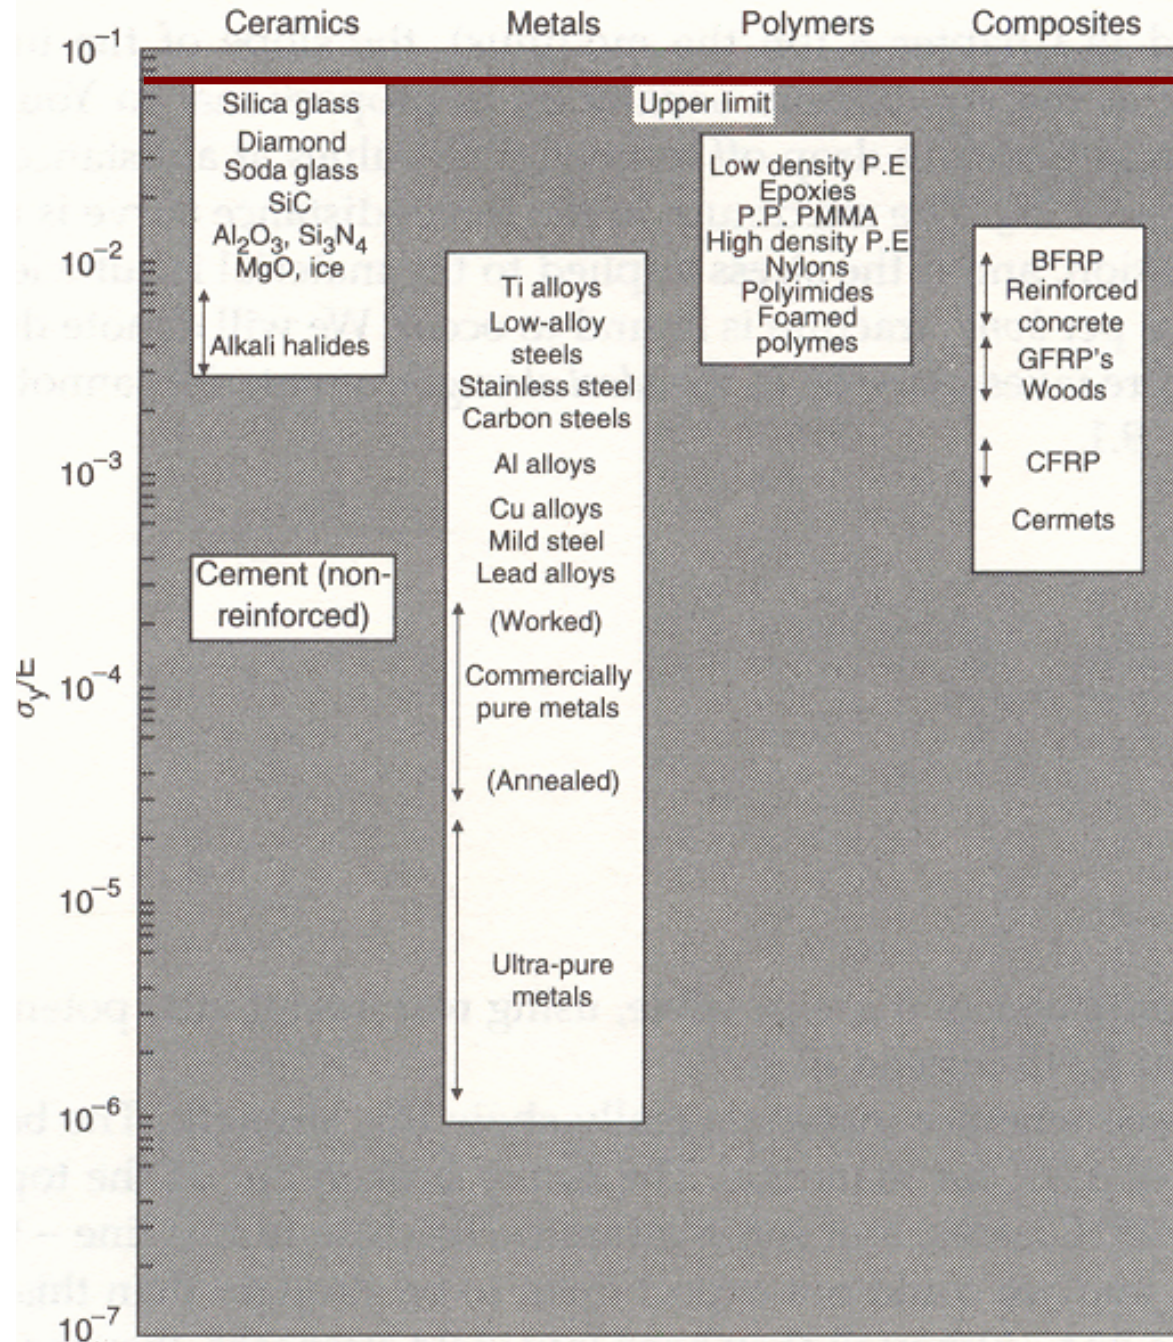 Ceramics Metals Polymers Composites
10⁻¹
10⁻²
10⁻³
10⁻⁴
10⁻⁵
10⁻⁶
10⁻⁷
σy/E
Silica glass
Diamond
Soda glass
SiC
Al₂O₃, Si₃N₄
MgO, ice
Alkali halides
Cement (non-
reinforced)
Ti alloys
Low-alloy
steels
Stainless steel
Carbon steels
Al alloys
Cu alloys
Mild steel
Lead alloys
(Worked)
Commercially
pure metals
(Annealed)
Ultra-pure
metals
Upper limit
Low density P.E
Epoxies
P.P. PMMA
High density P.E
Nylons
Polyimides
Foamed
polymes
BFRP
Reinforced
concrete
GFRP's
Woods
CFRP
Cermets